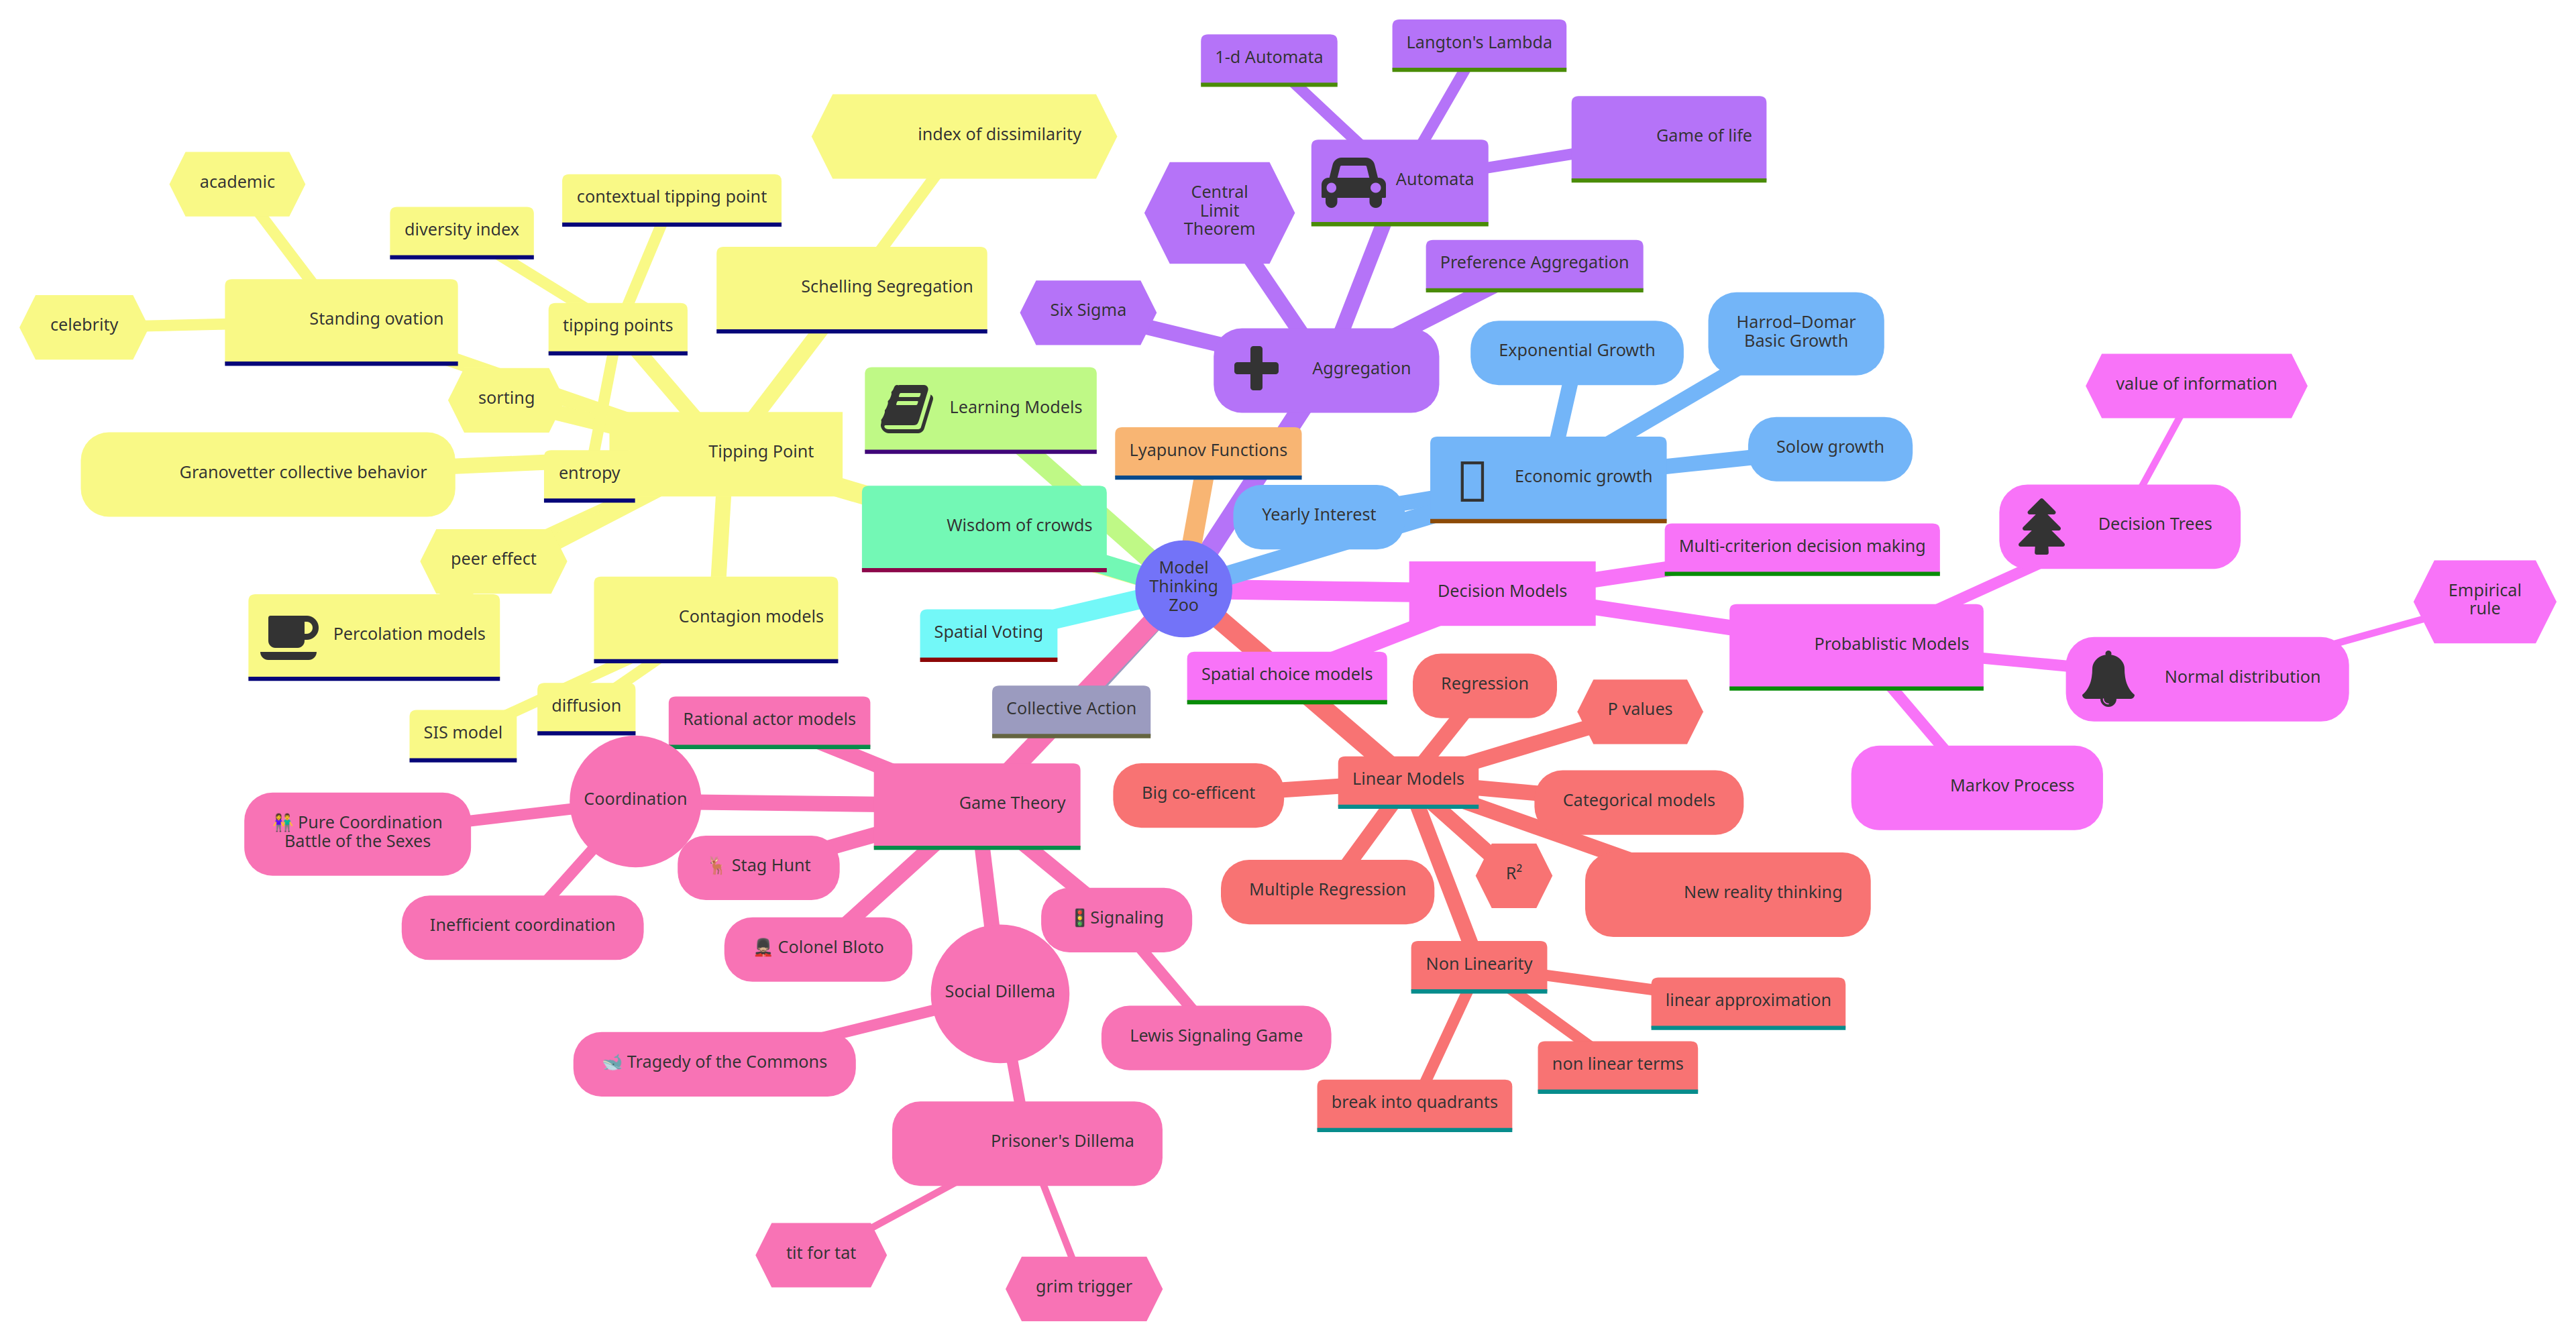 Model
Thinking
Zoo
Tipping Point
Standing ovation
academic
celebrity
sorting
peer effect
Granovetter collective behavior
tipping points
diversity index
contextual tipping point
entropy
Schelling Segregation
index of dissimilarity
Percolation models
Contagion models
SIS model
diffusion
Learning Models
Wisdom of crowds
Spatial Voting
Lyapunov Functions
Aggregation
Six Sigma
Central
Limit
Theorem
Automata
1-d Automata
Langton's Lambda
Game of life
Preference Aggregation
Economic growth
Exponential Growth
Harrod–Domar
Basic Growth
Solow growth
Yearly Interest
Decision Models
Multi-criterion decision making
Spatial choice models
Probablistic Models
Decision Trees
value of information
Normal distribution
Empirical
rule
Markov Process
Linear Models
Regression
P values
Categorical models
Big co-efficent
Multiple Regression
R²
New reality thinking
Non Linearity
linear approximation
non linear terms
break into quadrants
Collective Action
Game Theory
Rational actor models
Coordination
👫 Pure Coordination
Battle of the Sexes
Inefficient coordination
🦌 Stag Hunt
💂 Colonel Bloto
Social Dillema
🐋 Tragedy of the Commons
Prisoner's Dillema
tit for tat
grim trigger
🚦Signaling
Lewis Signaling Game